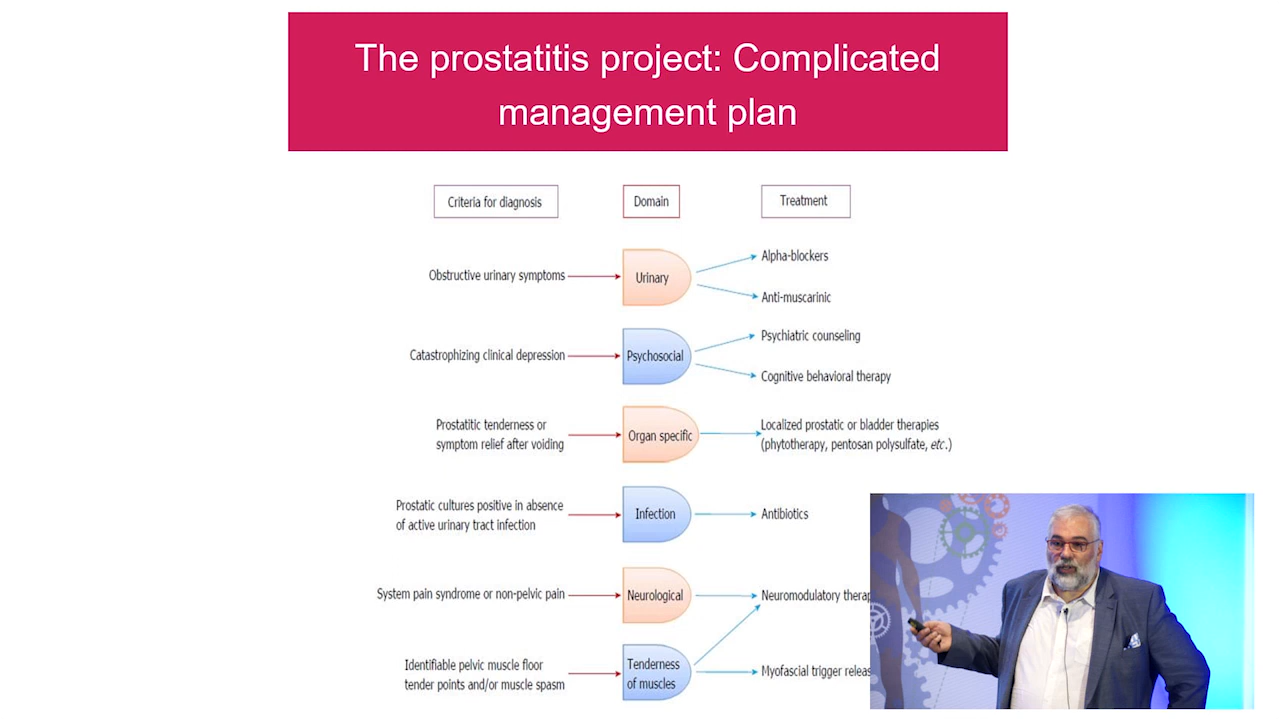 The prostatitis project: Complicated
management plan
Criteria for diagnosis
Domain
Treatment
Obstructive urinary symptoms
Urinary
Alpha-blockers
Anti-muscarinic
Catastrophizing clinical depression
Psychosocial
Psychiatric counseling
Cognitive behavioral therapy
Prostatitic tenderness or
symptom relief after voiding
Organ specific
Localized prostatic or bladder therapies
(phytotherapy, pentosan polysulfate, etc.)
Prostatic cultures positive in absence
of active urinary tract infection
Infection
Antibiotics
System pain syndrome or non-pelvic pain
Neurological
Neuromodulatory
Identifiable pelvic muscle floor
tender points and/or muscle spasm
Tenderness
of muscles
Myofascial trigger